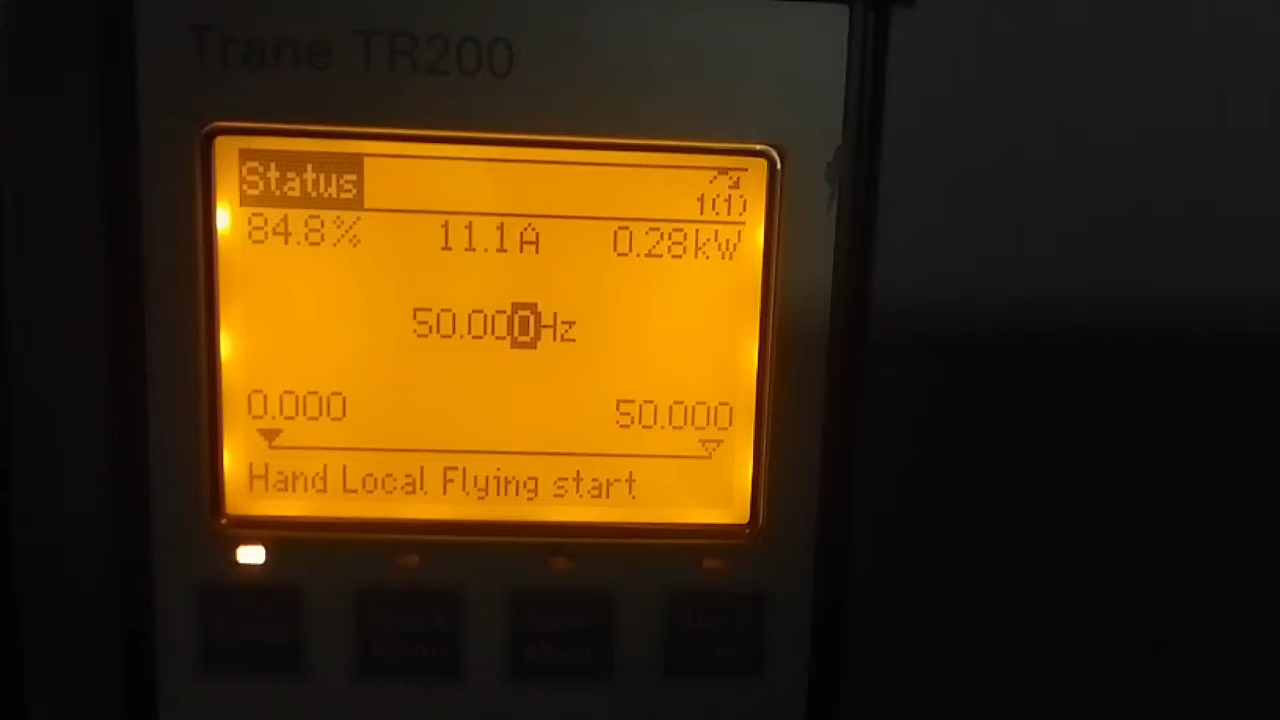 Trane TR200
Status
1(1)
84.8% 11.1A 0.28kW
50.000Hz
0.000 50.000
Hand Local Flying start